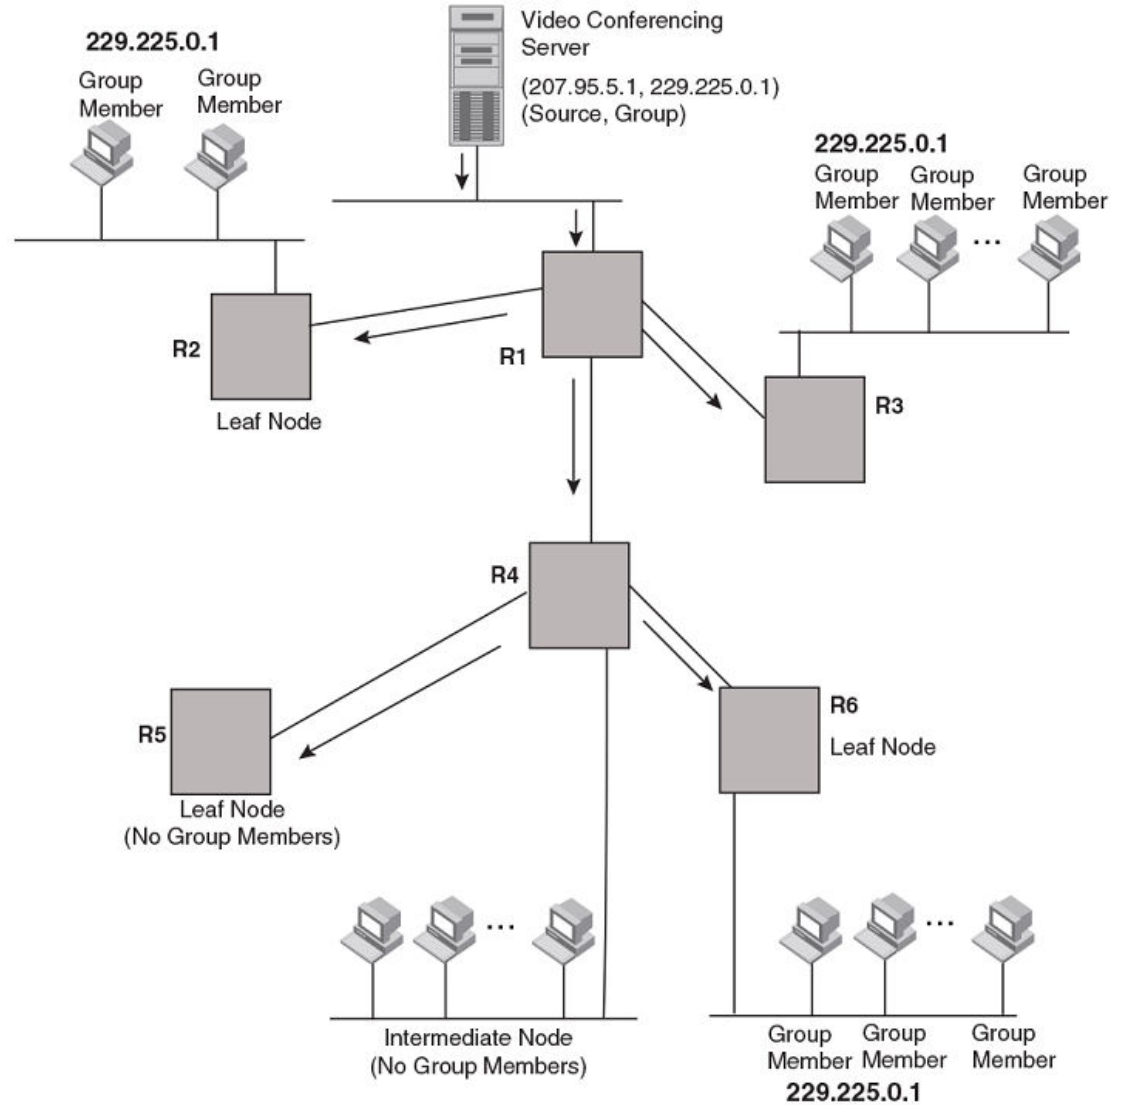 Video Conferencing
Server
(207.95.5.1, 229.225.0.1)
(Source, Group)
229.225.0.1
Group
Member
Group
Member
229.225.0.1
Group
Member
Group
Member
...
Group
Member
R2
Leaf Node
R1
R3
R4
R5
Leaf Node
(No Group Members)
R6
Leaf Node
...
Intermediate Node
(No Group Members)
...
Group
Member
Group
Member
Group
Member
229.225.0.1